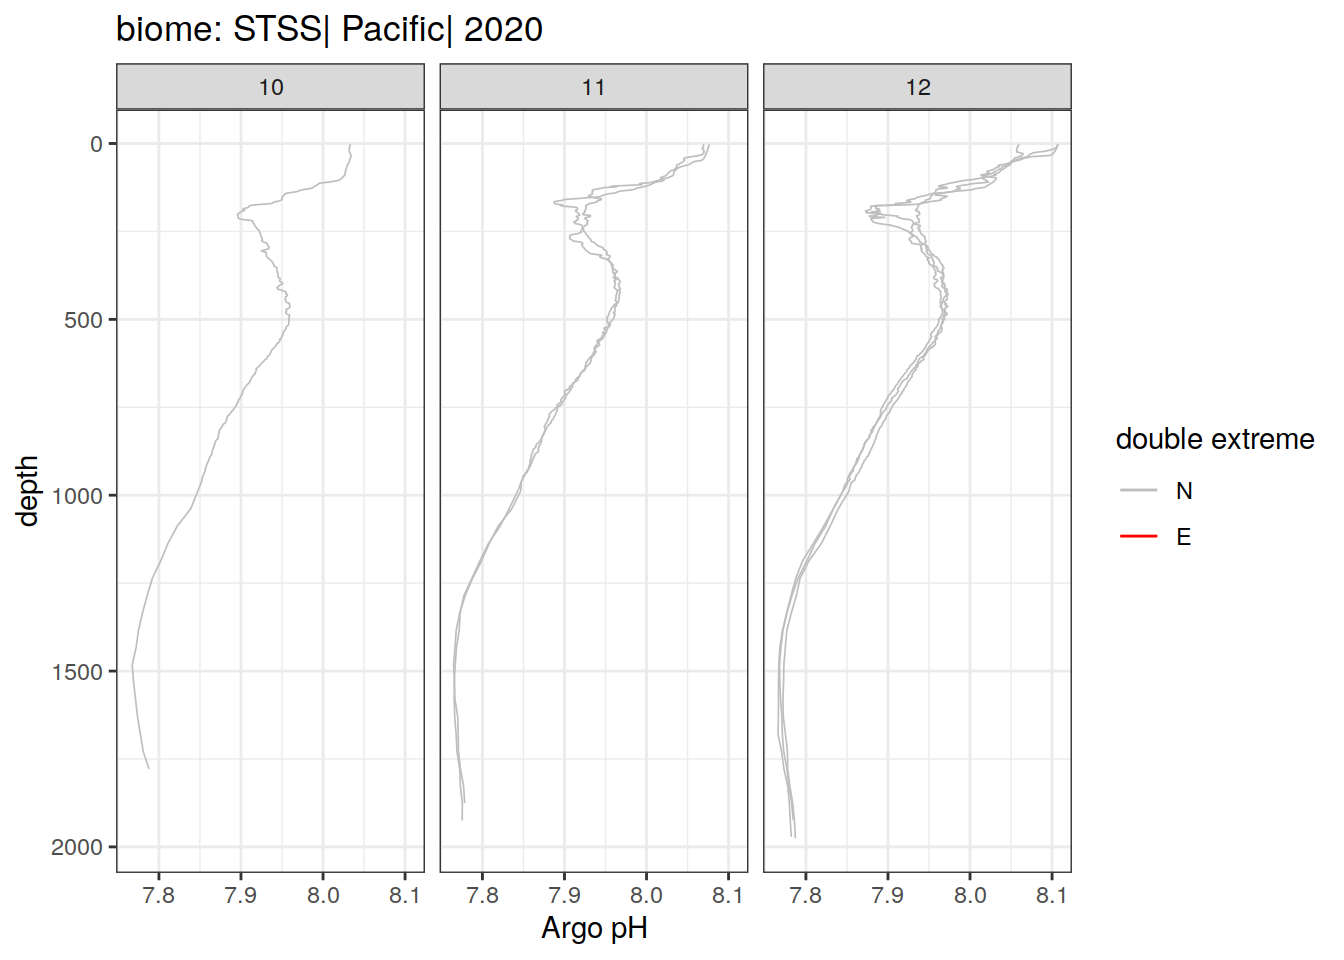 biome: STSS| Pacific| 2020
10 11 12
0
500
1000
1500
2000
depth
7.8 7.9 8.0 8.1 7.8 7.9 8.0 8.1 7.8 7.9 8.0 8.1
Argo pH
double extreme
N
E